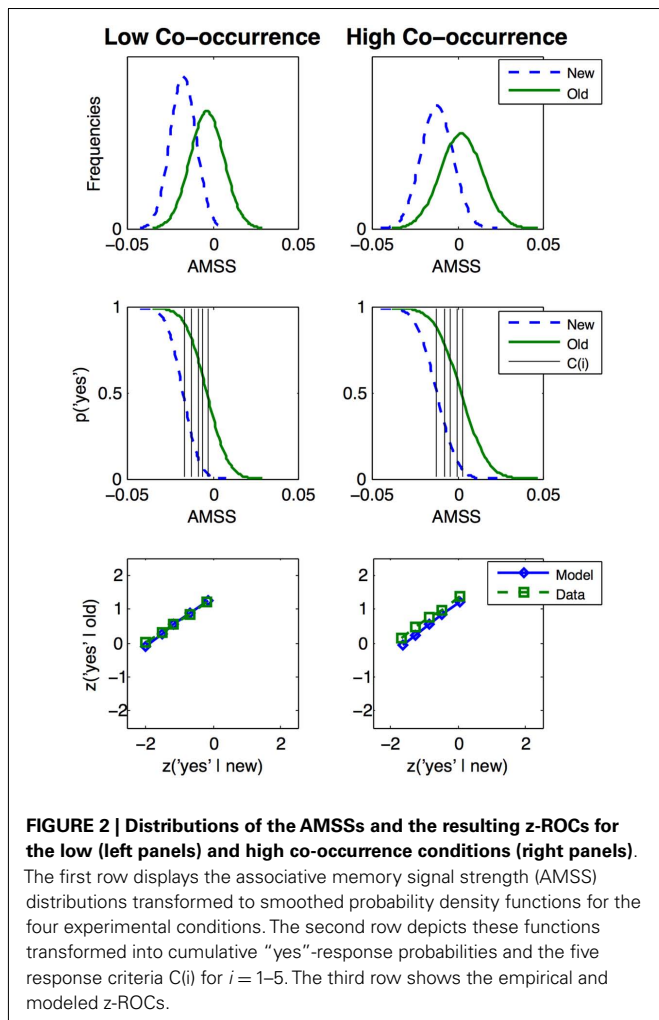 Low Co-occurrence High Co-occurrence
Frequencies
0
-0.05 0 0.05
AMSS
New
Old
0
-0.05 0 0.05
AMSS
p('yes')
1
0.5
0
-0.05 0 0.05
AMSS
New
Old
C(i)
1
0.5
0
-0.05 0 0.05
AMSS
z('yes' | old)
2
1
0
−1
−2
−2 0 2
z('yes' | new)
Model
Data
2
1
0
−1
−2
−2 0 2
z('yes' | new)
FIGURE 2 | Distributions of the AMSSs and the resulting z-ROCs for
the low (left panels) and high co-occurrence conditions (right panels).
The first row displays the associative memory signal strength (AMSS)
distributions transformed to smoothed probability density functions for the
four experimental conditions. The second row depicts these functions
transformed into cumulative “yes”-response probabilities and the five
response criteria C(i) for i = 1–5. The third row shows the empirical and
modeled z-ROCs.